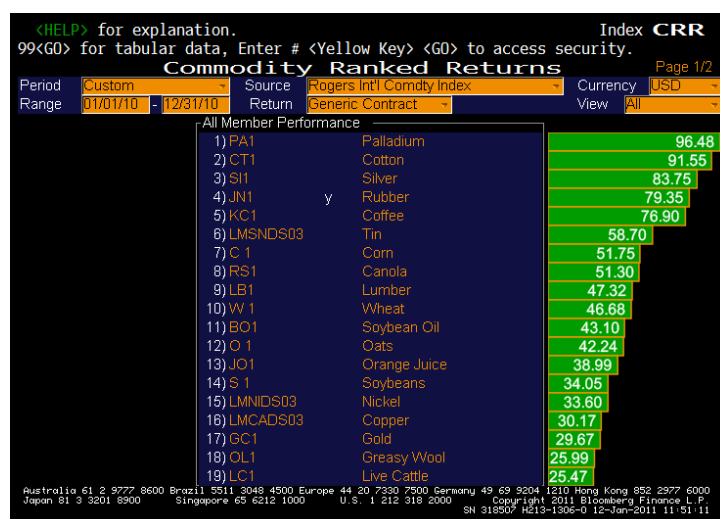 <HELP> for explanation. Index CRR
99<GO> for tabular data, Enter # <Yellow Key> <GO> to access security.
Commodity Ranked Returns Page 1/2
Period Custom Source Rogers Int'l Comdty Index Currency USD
Range 01/01/10 - 12/31/10 Return Generic Contract View All
All Member Performance
1) PA1 Palladium 96.48
2) CT1 Cotton 91.55
3) SI1 Silver 83.75
4) JN1 y Rubber 79.35
5) KC1 Coffee 76.90
6) LMSNDS03 Tin 58.70
7) C 1 Corn 51.75
8) RS1 Canola 51.30
9) LB1 Lumber 47.32
10) W 1 Wheat 46.68
11) BO1 Soybean Oil 43.10
12) O 1 Oats 42.24
13) JO1 Orange Juice 38.99
14) S 1 Soybeans 34.05
15) LMNIDS03 Nickel 33.60
16) LMCADS03 Copper 30.17
17) GC1 Gold 29.67
18) OL1 Greasy Wool 25.99
19) LC1 Live Cattle 25.47
Australia 61 2 9777 8600 Brazil 5511 3048 4500 Europe 44 20 7330 7500 Germany 49 69 9204 1210 Hong Kong 852 2977 6000
Japan 81 3 3201 8900 Singapore 65 6212 1000 U.S. 1 212 318 2000 Copyright 2011 Bloomberg Finance L.P.
SN 318507 H213-1306-0 12-Jan-2011 11:51:11